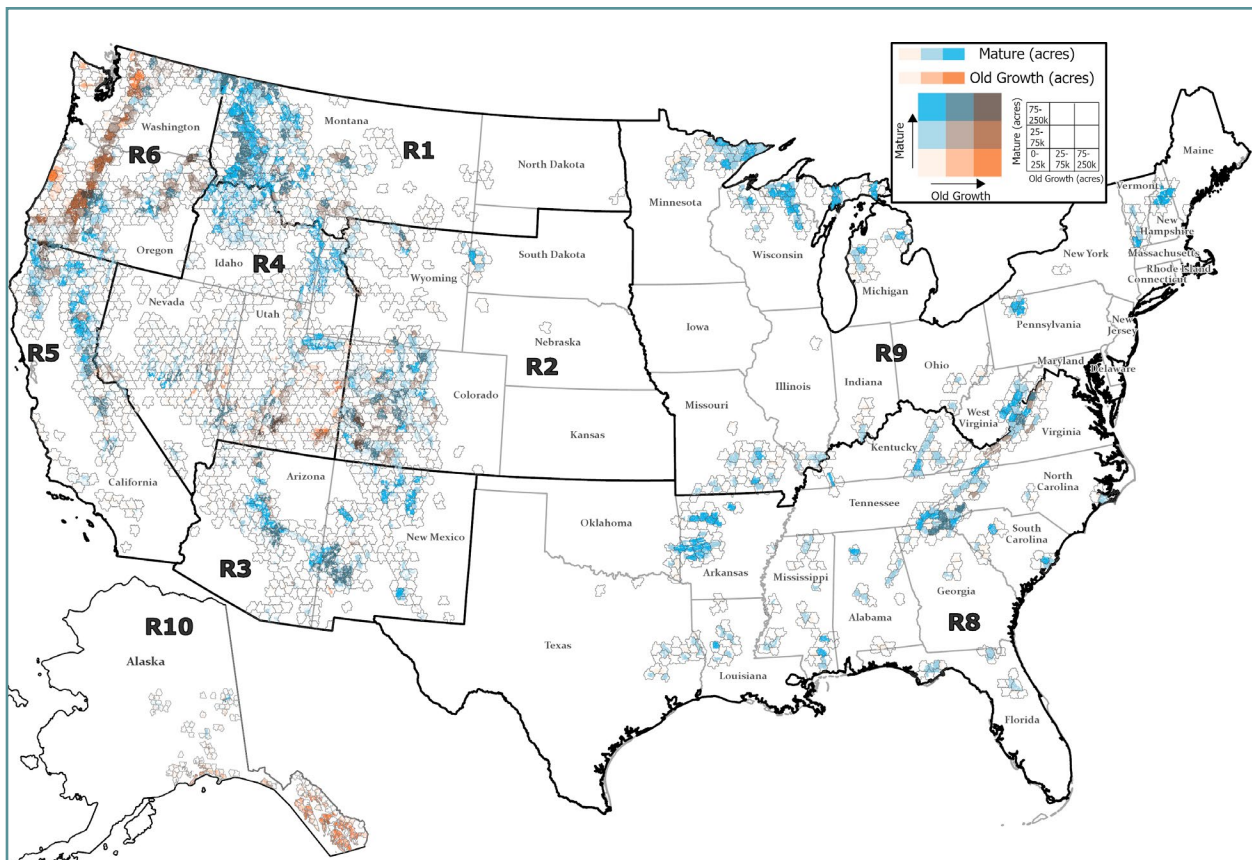 Mature (acres)
Old Growth (acres)
Mature
Old Growth
Mature (acres)
75-
250k
25-
75k
0-
25k
25-
75k
75-
250k
Old Growth (acres)
Washington
R6
Oregon
Montana
R1
North Dakota
Idaho
R4
Nevada
Utah
Wyoming
South Dakota
Nebraska
R2
Colorado
Kansas
R5
California
Arizona
New Mexico
R3
R10
Alaska
Oklahoma
Texas
Minnesota
Wisconsin
Michigan
Iowa
Illinois
Indiana
R9
Ohio
Missouri
Pennsylvania
New York
Vermont
New
Hampshire
Maine
Massachusetts
Rhode island
Connecticut
New
Jersey
Maryland
Delaware
West
Virginia
Virginia
Kentucky
Tennessee
North
Carolina
South
Carolina
Arkansas
Mississippi
Alabama
Georgia
R8
Louisiana
Florida